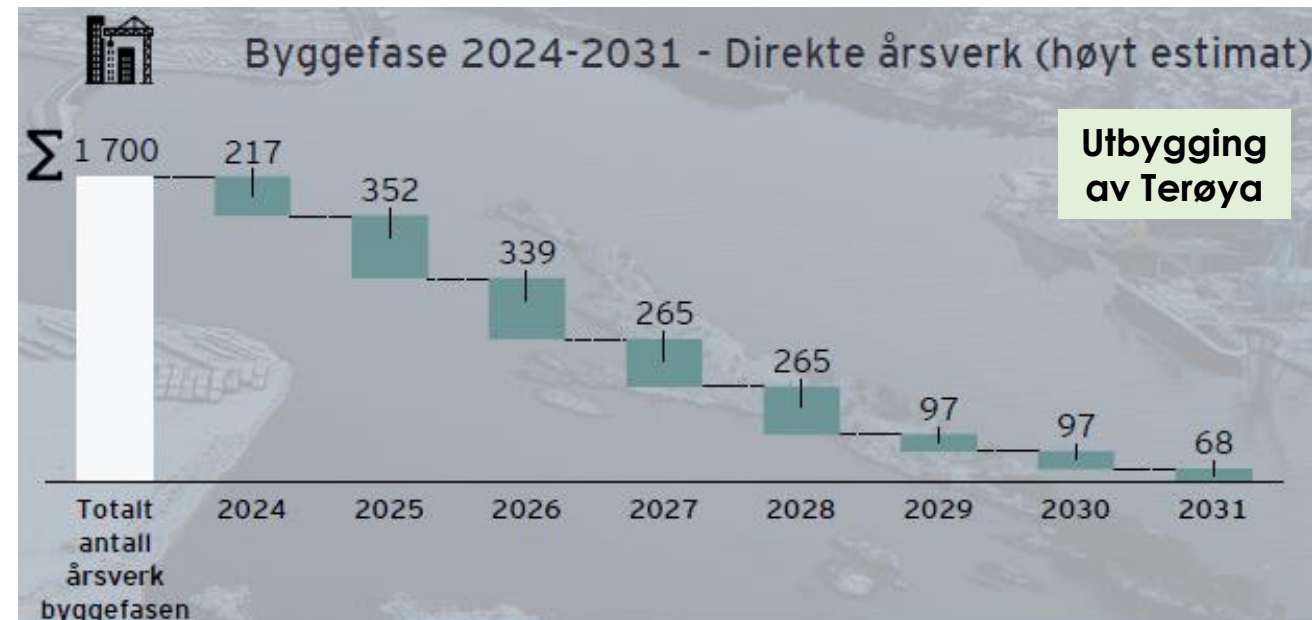 Byggefase 2024-2031 - Direkte årsverk (høyt estimat)
Utbygging
av Terøya
Σ 1 700
217
352
339
265
265
97
97
68
Totalt
antall
årsverk
byggefasen
2024
2025
2026
2027
2028
2029
2030
2031